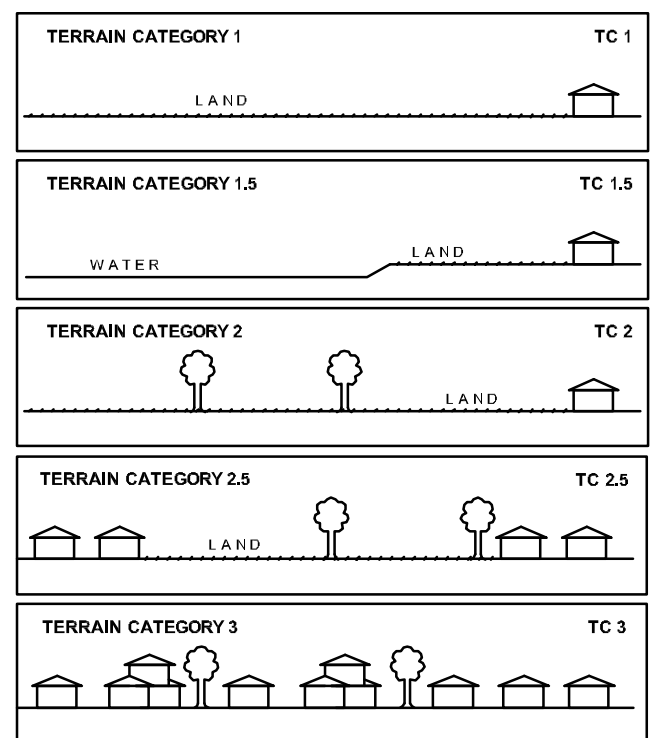 TERRAIN CATEGORY 1 TC 1
LAND
TERRAIN CATEGORY 1.5 TC 1.5
LAND
WATER
TERRAIN CATEGORY 2 TC 2
LAND
TERRAIN CATEGORY 2.5 TC 2.5
LAND
TERRAIN CATEGORY 3 TC 3